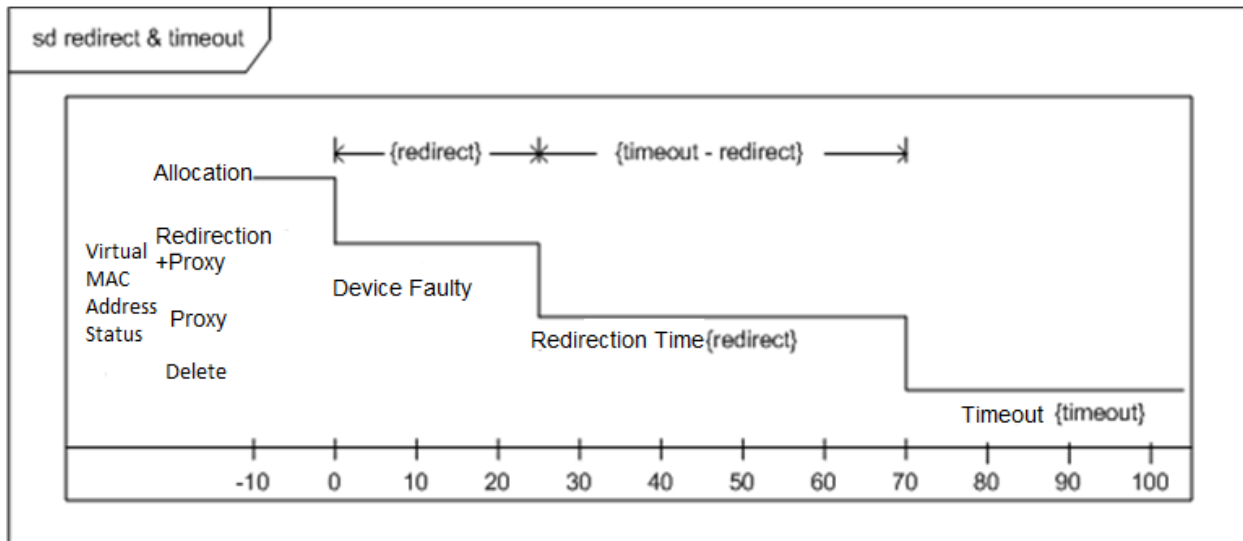 sd redirect & timeout
{redirect}
{timeout - redirect}
Allocation
Redirection
+Proxy
Virtual
MAC
Address
Status
Device Faulty
Proxy
Redirection Time{redirect}
Delete
Timeout {timeout}
-10 0 10 20 30 40 50 60 70 80 90 100